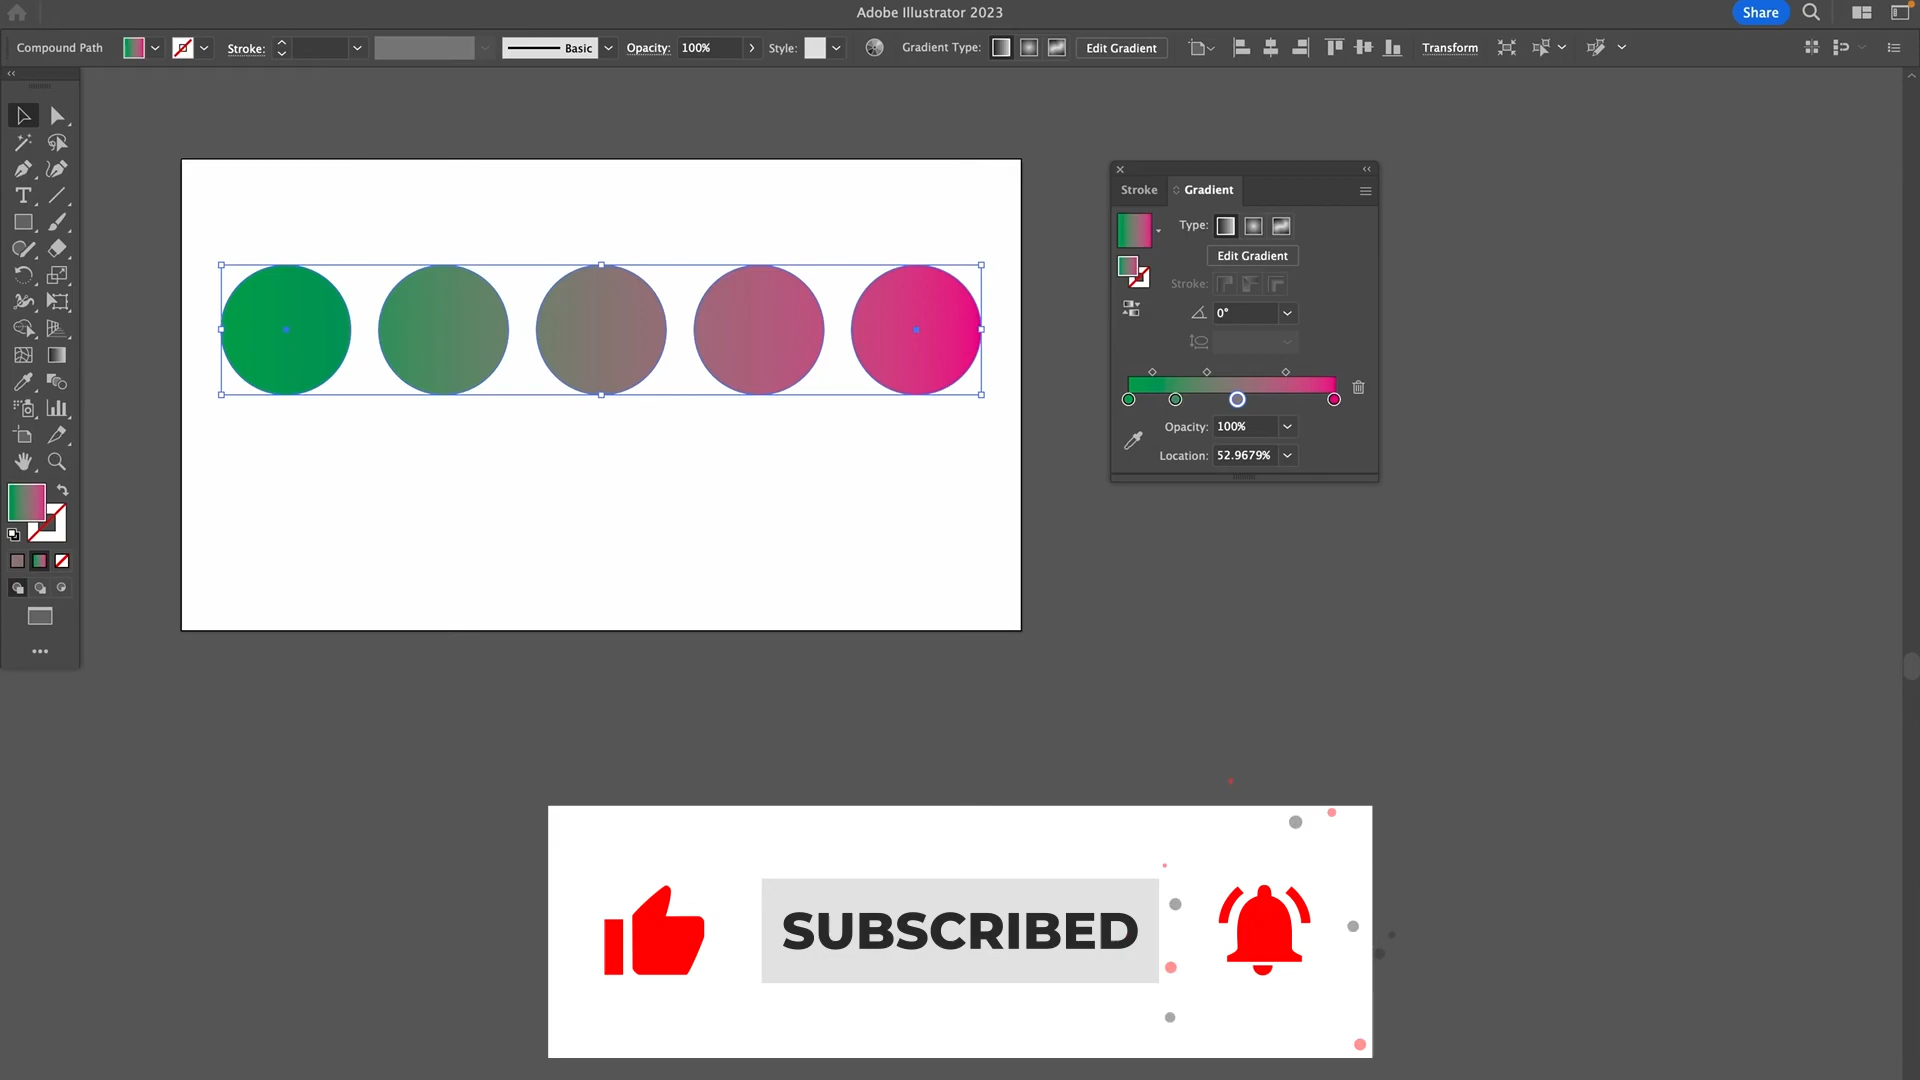 Adobe Illustrator 2023
Share
Compound Path
Stroke:
Basic
Opacity: 100%
Style:
Gradient Type:
Edit Gradient
Transform
Stroke
Gradient
Type:
Edit Gradient
Stroke:
0°
Opacity: 100%
Location: 52.9679%
SUBSCRIBED